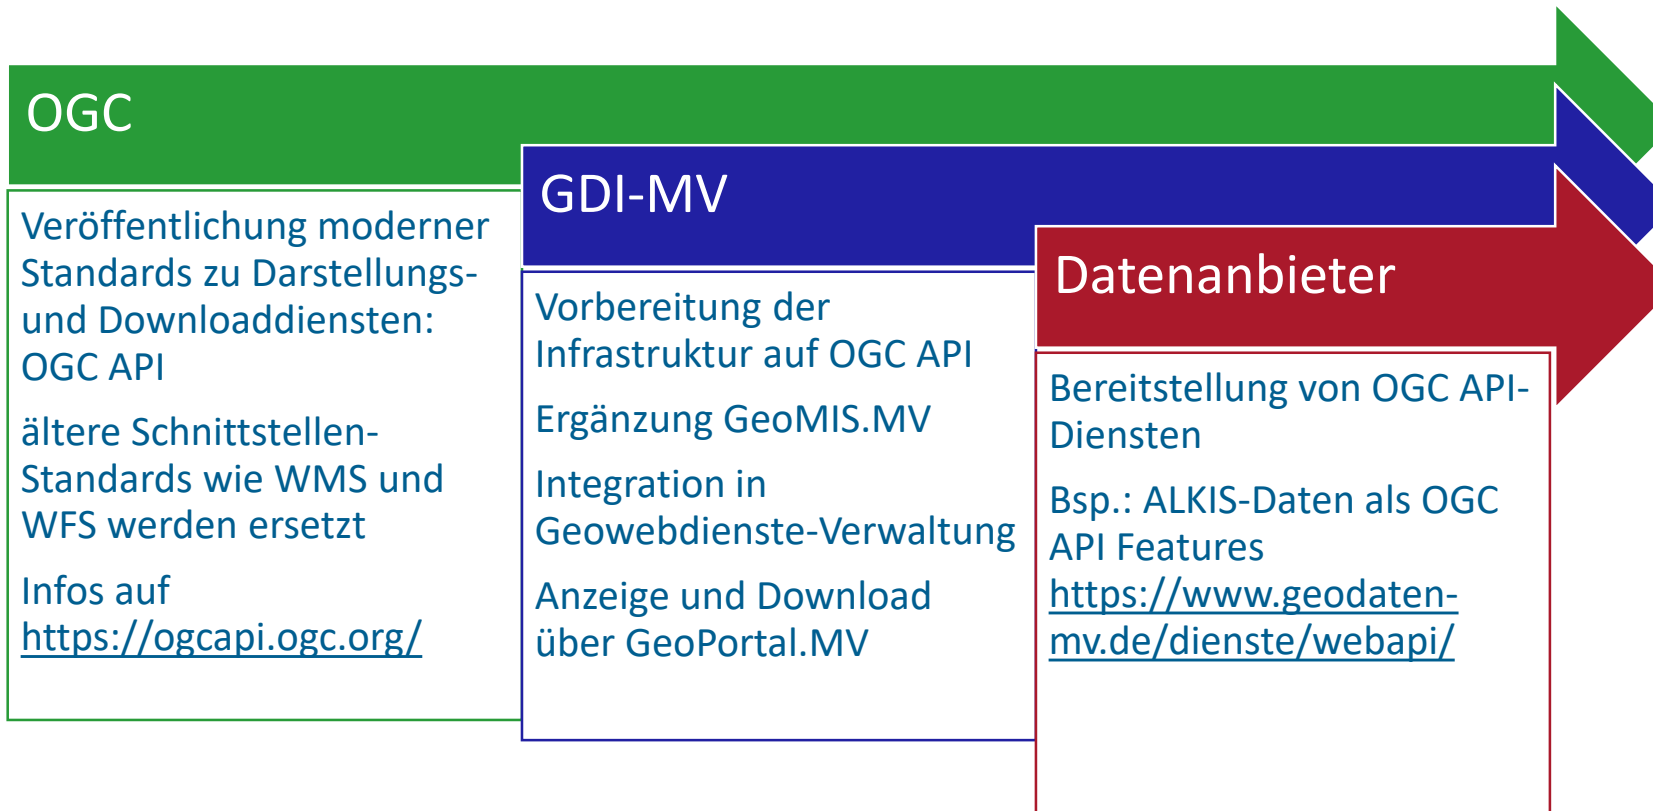 OGC
Veröffentlichung moderner
Standards zu Darstellungs-
und Downloaddiensten:
OGC API
ältere Schnittstellen-
Standards wie WMS und
WFS werden ersetzt
Infos auf
https://ogcapi.ogc.org/
GDI-MV
Vorbereitung der
Infrastruktur auf OGC API
Ergänzung GeoMIS.MV
Integration in
Geowebdienste-Verwaltung
Anzeige und Download
über GeoPortal.MV
Datenanbieter
Bereitstellung von OGC API-
Diensten
Bsp.: ALKIS-Daten als OGC
API Features
https://www.geodaten-
mv.de/dienste/webapi/